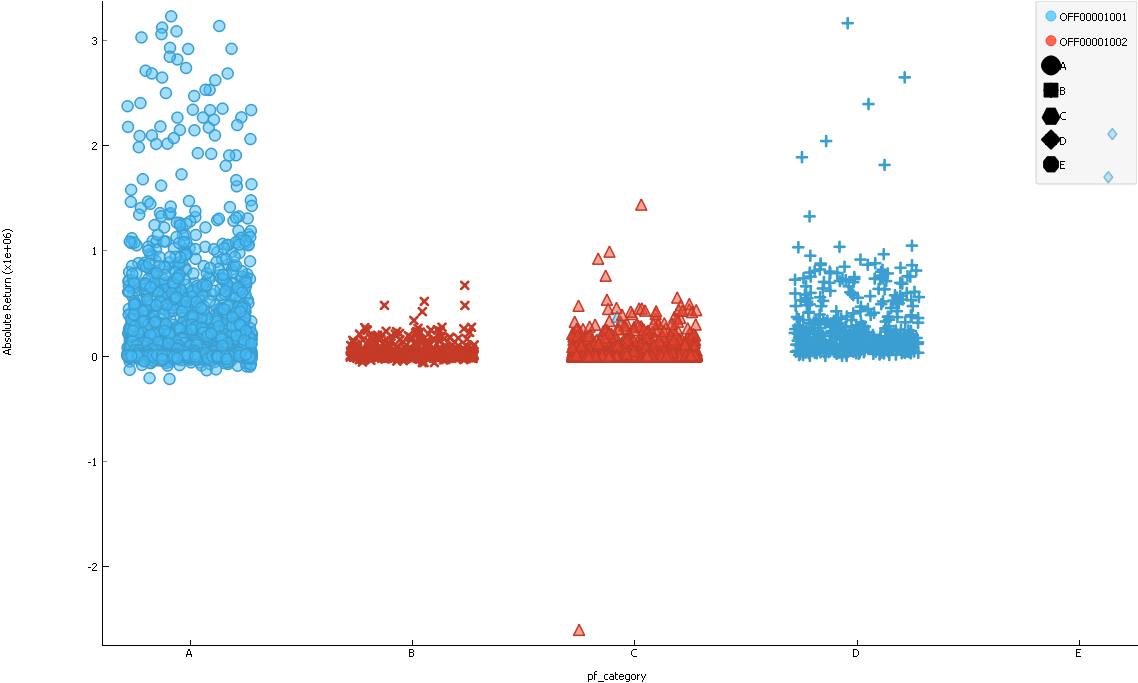 OFF00001001
OFF00001002
A
B
C
D
E
3
2
1
0
-1
-2
Absolute Return (x1e+06)
A
B
C
D
E
pf_category